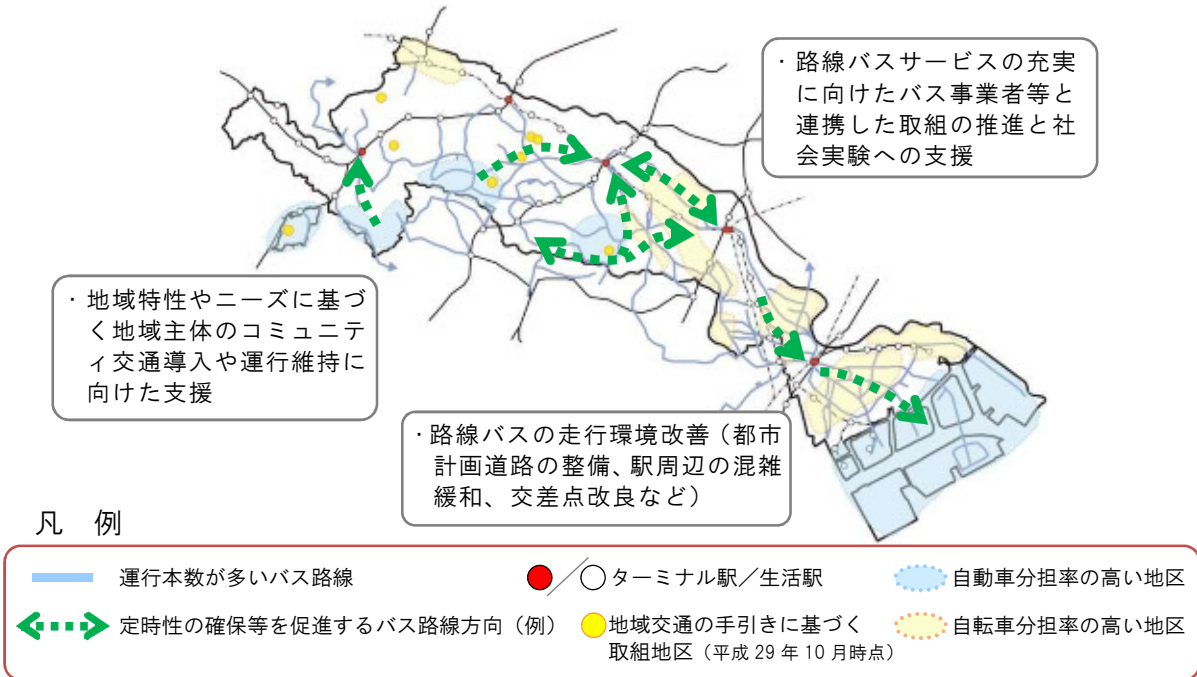 ・路線バスサービスの充実
に向けたバス事業者等と
連携した取組の推進と社
会実験への支援
・地域特性やニーズに基づ
く地域主体のコミュニテ
ィ交通導入や運行維持に
向けた支援
・路線バスの走行環境改善（都市
計画道路の整備、駅周辺の混雑
緩和、交差点改良など）
凡　例
運行本数が多いバス路線
ターミナル駅／生活駅
自動車分担率の高い地区
定時性の確保等を促進するバス路線方向（例）
地域交通の手引きに基づく
取組地区（平成 29 年 10 月時点）
自転車分担率の高い地区